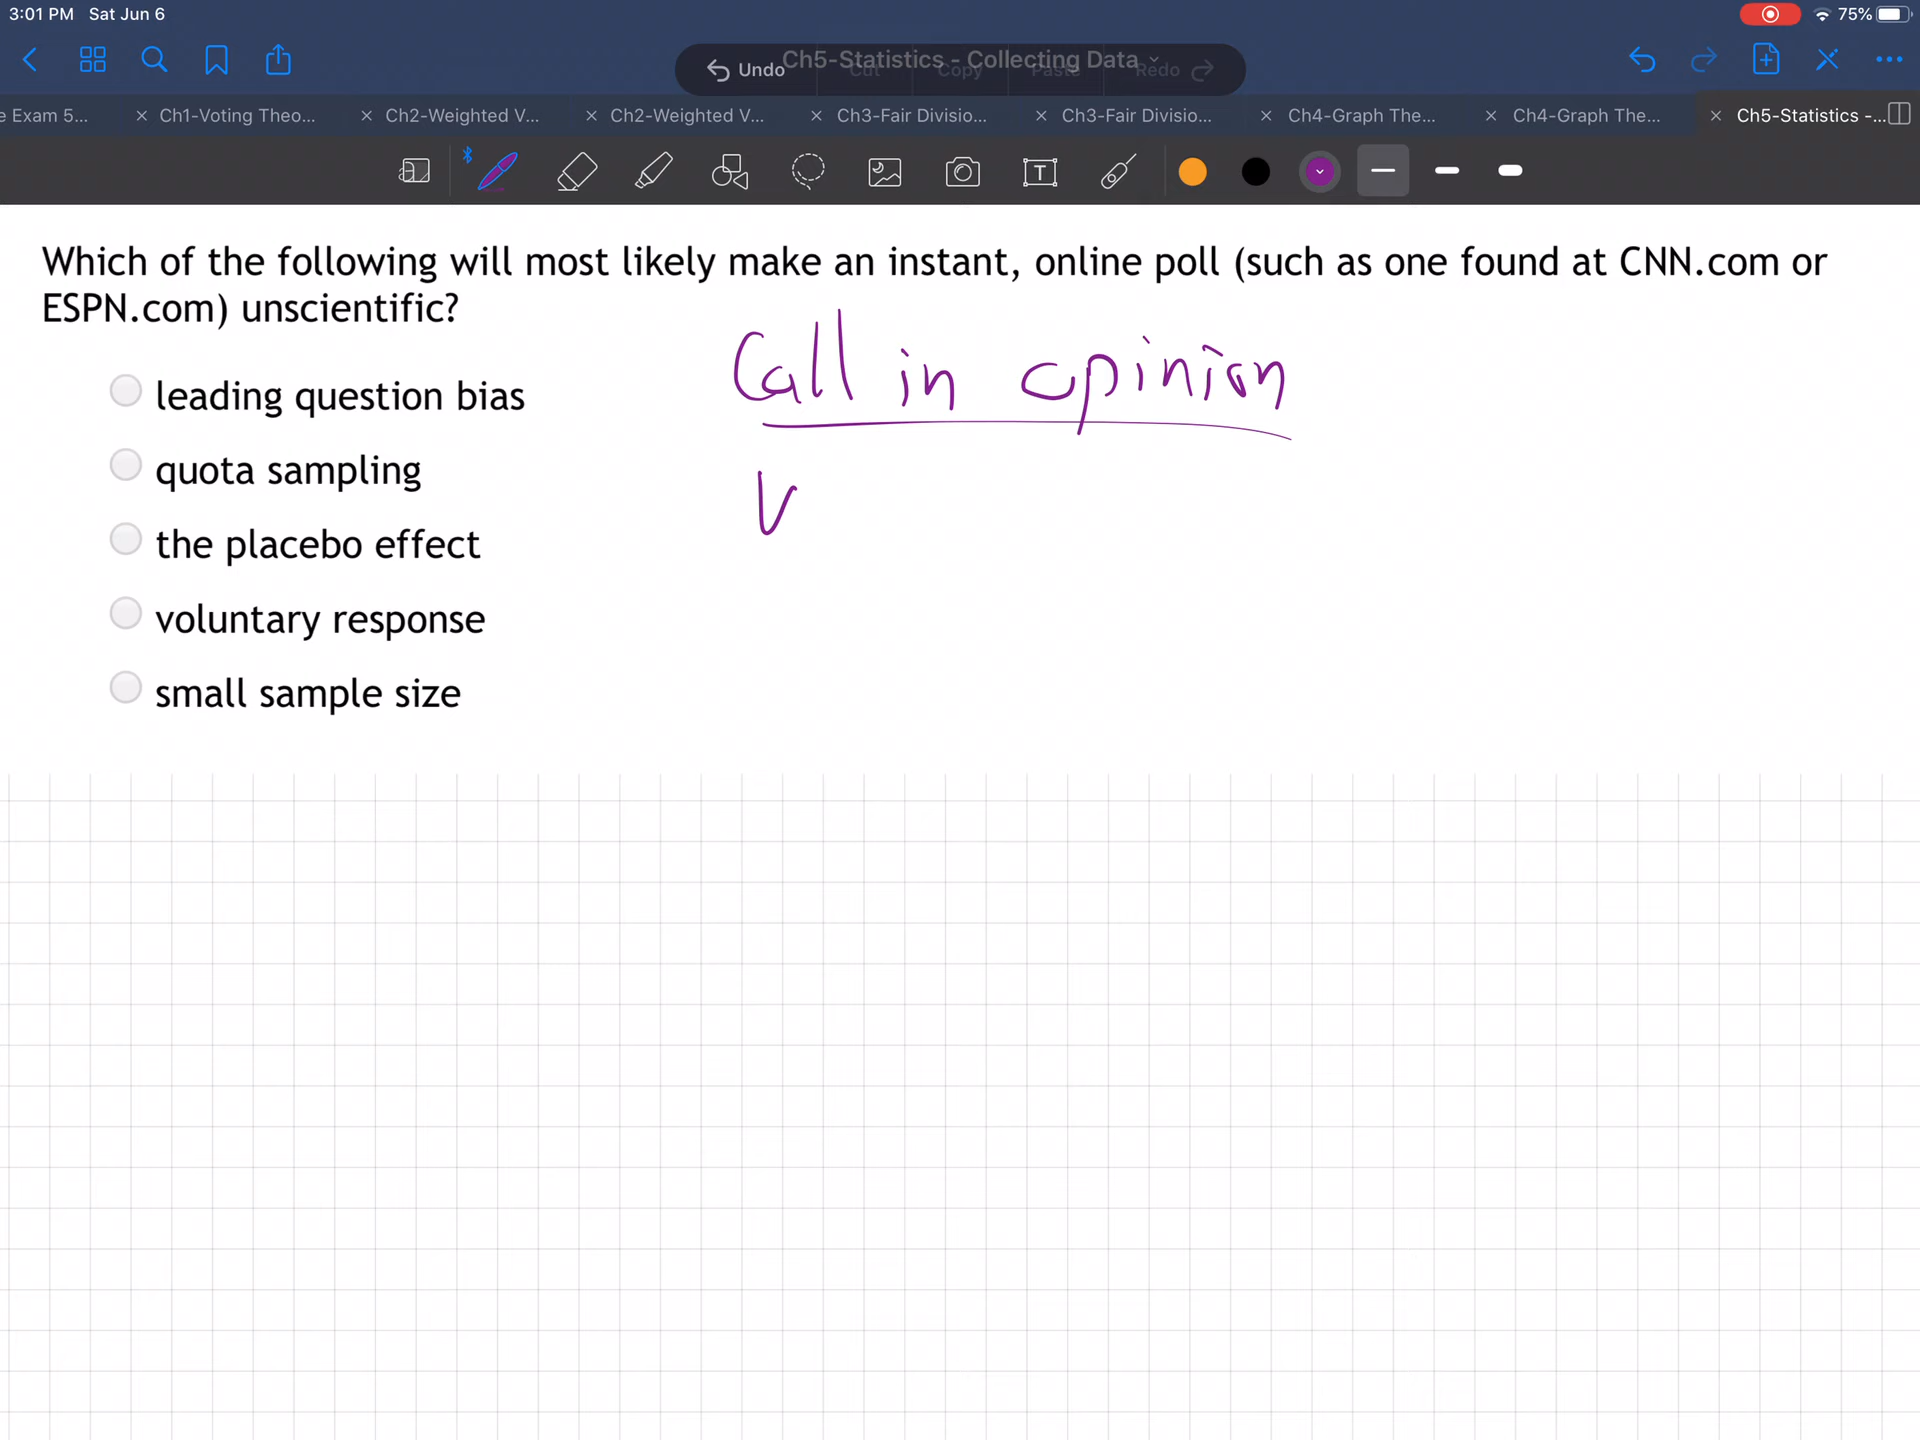 3:01 PM Sat Jun 6
75%
Undo Cut Copy Paste Redo
Ch5-Statistics - Collecting Data
e Exam 5... Ch1-Voting Theo... Ch2-Weighted V... Ch2-Weighted V... Ch3-Fair Divisio... Ch3-Fair Divisio... Ch4-Graph The... Ch4-Graph The... Ch5-Statistics -...
T
Which of the following will most likely make an instant, online poll (such as one found at CNN.com or
ESPN.com) unscientific?
Call in opinion
V
leading question bias
quota sampling
the placebo effect
voluntary response
small sample size